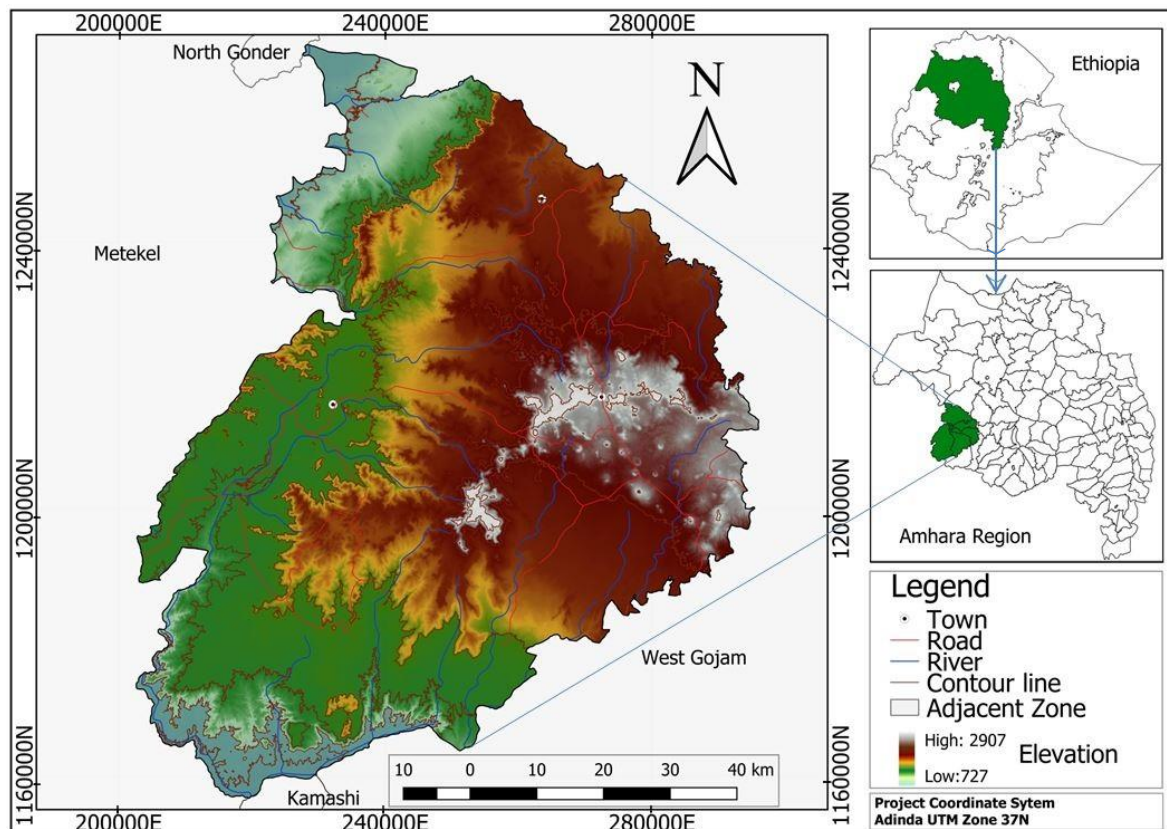 200000E 240000E 280000E
North Gonder
N
Ethiopia
1240000N
1240000N
Metekel
1200000N
1200000N
Amhara Region
Legend
Town
Road
River
Contour line
Adjacent Zone
West Gojam
High: 2907
Elevation
Low:727
10 0 10 20 30 40 km
1160000N
1160000N
Kamashi
Project Coordinate Sytem
Adinda UTM Zone 37N
200000E 240000E 280000E